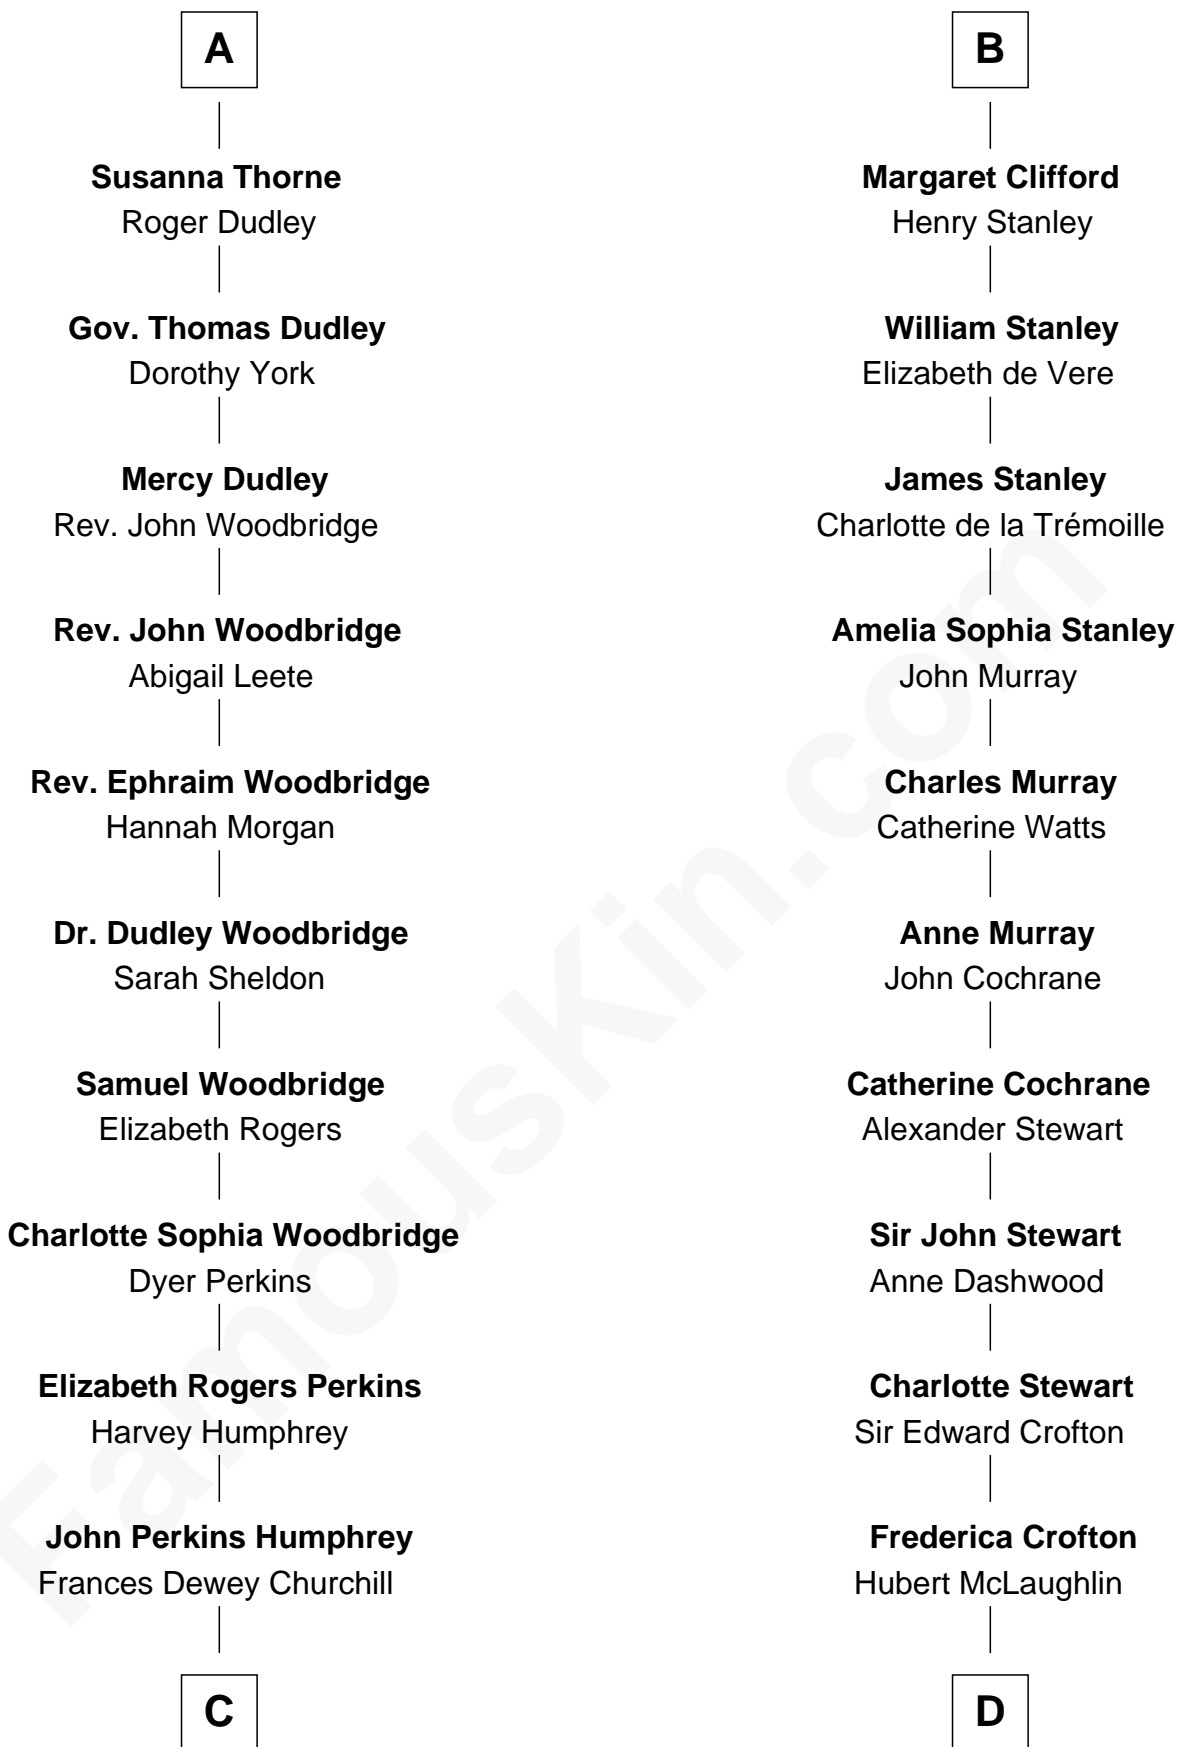 A
Susanna Thorne
Roger Dudley
Gov. Thomas Dudley
Dorothy York
Mercy Dudley
Rev. John Woodbridge
Rev. John Woodbridge
Abigail Leete
Rev. Ephraim Woodbridge
Hannah Morgan
Dr. Dudley Woodbridge
Sarah Sheldon
Samuel Woodbridge
Elizabeth Rogers
Charlotte Sophia Woodbridge
Dyer Perkins
Elizabeth Rogers Perkins
Harvey Humphrey
John Perkins Humphrey
Frances Dewey Churchill
C
B
Margaret Clifford
Henry Stanley
William Stanley
Elizabeth de Vere
James Stanley
Charlotte de la Trémoille
Amelia Sophia Stanley
John Murray
Charles Murray
Catherine Watts
Anne Murray
John Cochrane
Catherine Cochrane
Alexander Stewart
Sir John Stewart
Anne Dashwood
Charlotte Stewart
Sir Edward Crofton
Frederica Crofton
Hubert McLaughlin
D
FamousKin.com